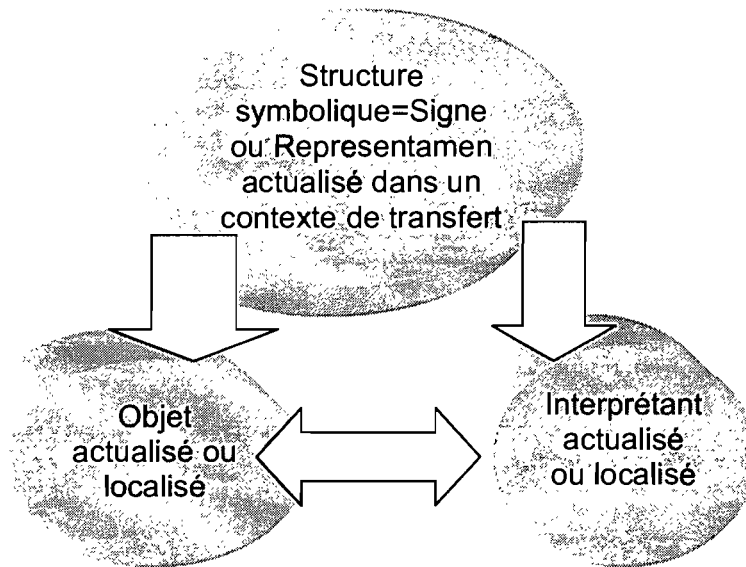 Structure
symbolique=Signe
ou Representamen
actualisé dans un
contexte de transfert
Objet
actualisé ou
localisé
Interprétant
actualisé
ou localisé